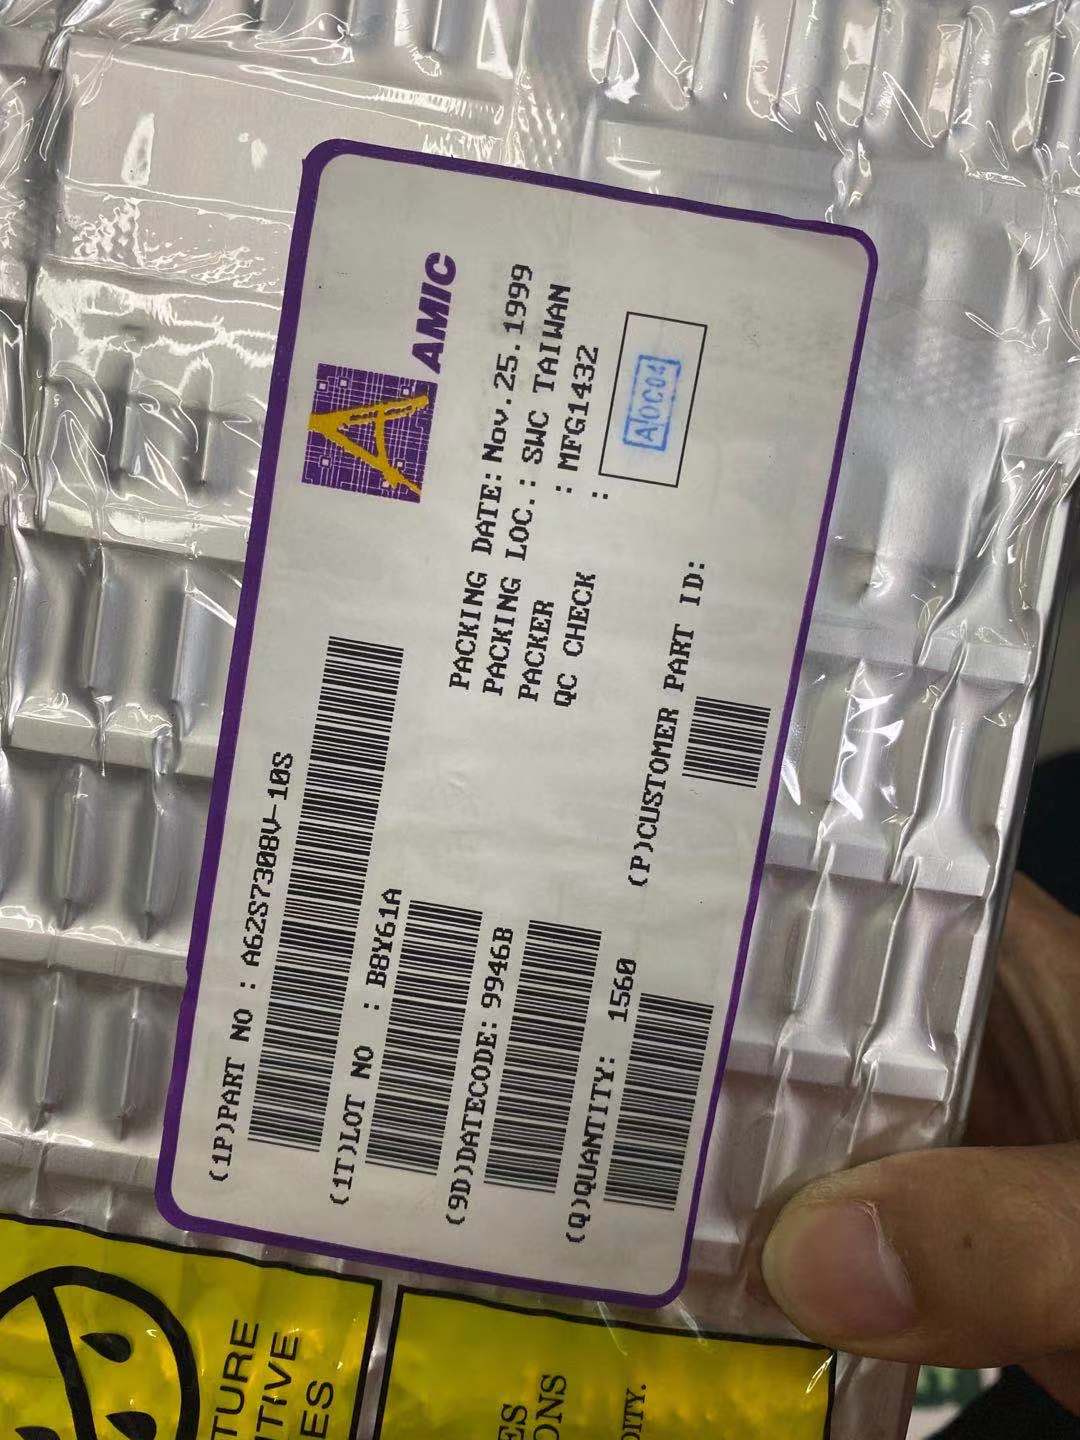 AMIC
(1P)PART NO : A62S7308V-10S
(1T)LOT NO : B8Y61A
(9D)DATECODE: 9946B
(Q)QUANTITY: 1560
PACKING DATE: Nov.25.1999
PACKING LOC.: SWC TAIWAN
PACKER : MFG1432
QC CHECK :
A0C04
(P)CUSTOMER PART ID:
TURE
TIVE
ES
ES
ONS
DITY.